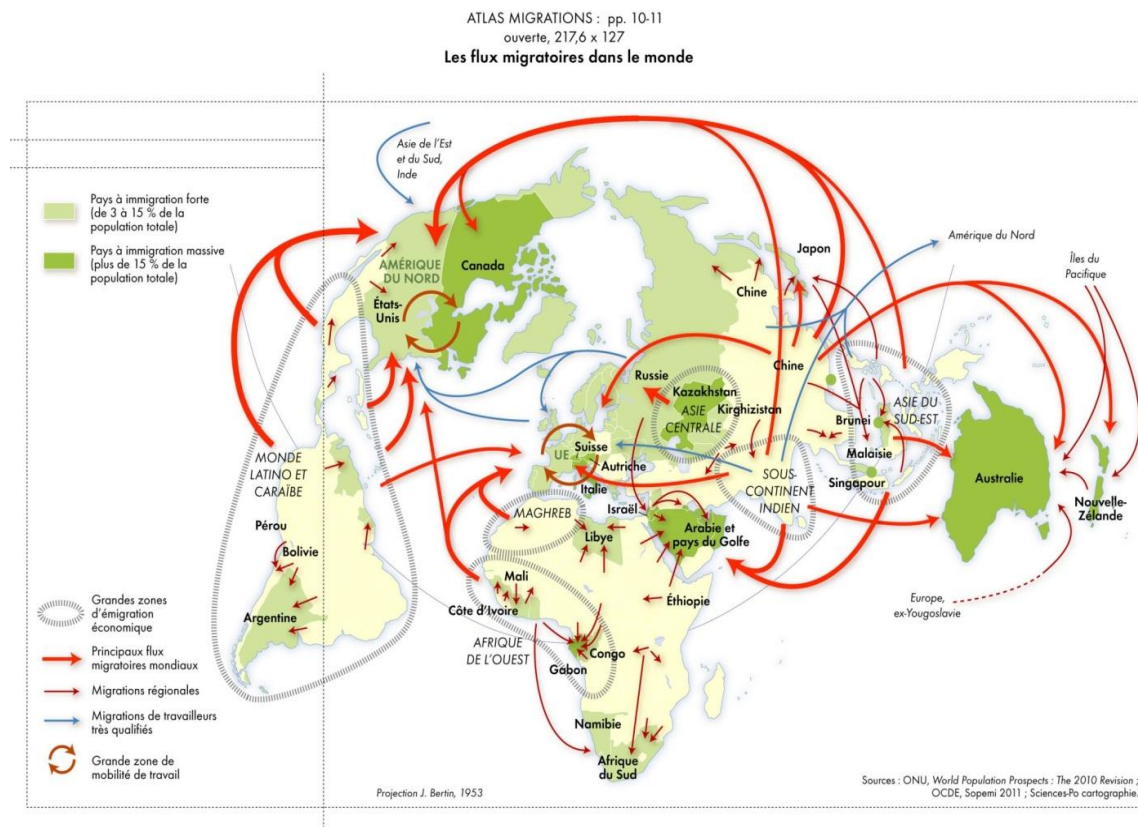 ATLAS MIGRATIONS : pp. 10-11
ouverte, 217,6 x 127
Les flux migratoires dans le monde
Asie de l'Est
et du Sud,
Inde
Pays à immigration forte
(de 3 à 15 % de la
population totale)
Pays à immigration massive
(plus de 15 % de la
population totale)
AMÉRIQUE
DU NORD
Canada
États-
Unis
Japon
Amérique du Nord
Îles du
Pacifique
Chine
Chine
Russie
Kazakhstan
ASIE
CENTRALE
Kirghizistan
Brunei
ASIE DU
SUD-EST
Malaisie
Singapour
UE
Suisse
Autriche
Italie
Israël
SOUS-
CONTINENT
INDIEN
Australie
Nouvelle-
Zélande
MONDE
LATINO ET
CARAÏBE
MAGHREB
Libye
Arabie et
pays du Golfe
Pérou
Bolivie
Argentine
Mali
Côte d'Ivoire
Éthiopie
AFRIQUE
DE L'OUEST
Congo
Gabon
Namibie
Afrique
du Sud
Europe,
ex-Yougoslavie
Grandes zones
d'émigration
économique
Principaux flux
migratoires mondiaux
Migrations régionales
Migrations de travailleurs
très qualifiés
Grande zone de
mobilité de travail
Projection J. Bertin, 1953
Sources : ONU, World Population Prospects : The 2010 Revision ;
OCDE, Sopemi 2011 ; Sciences-Po cartographie.